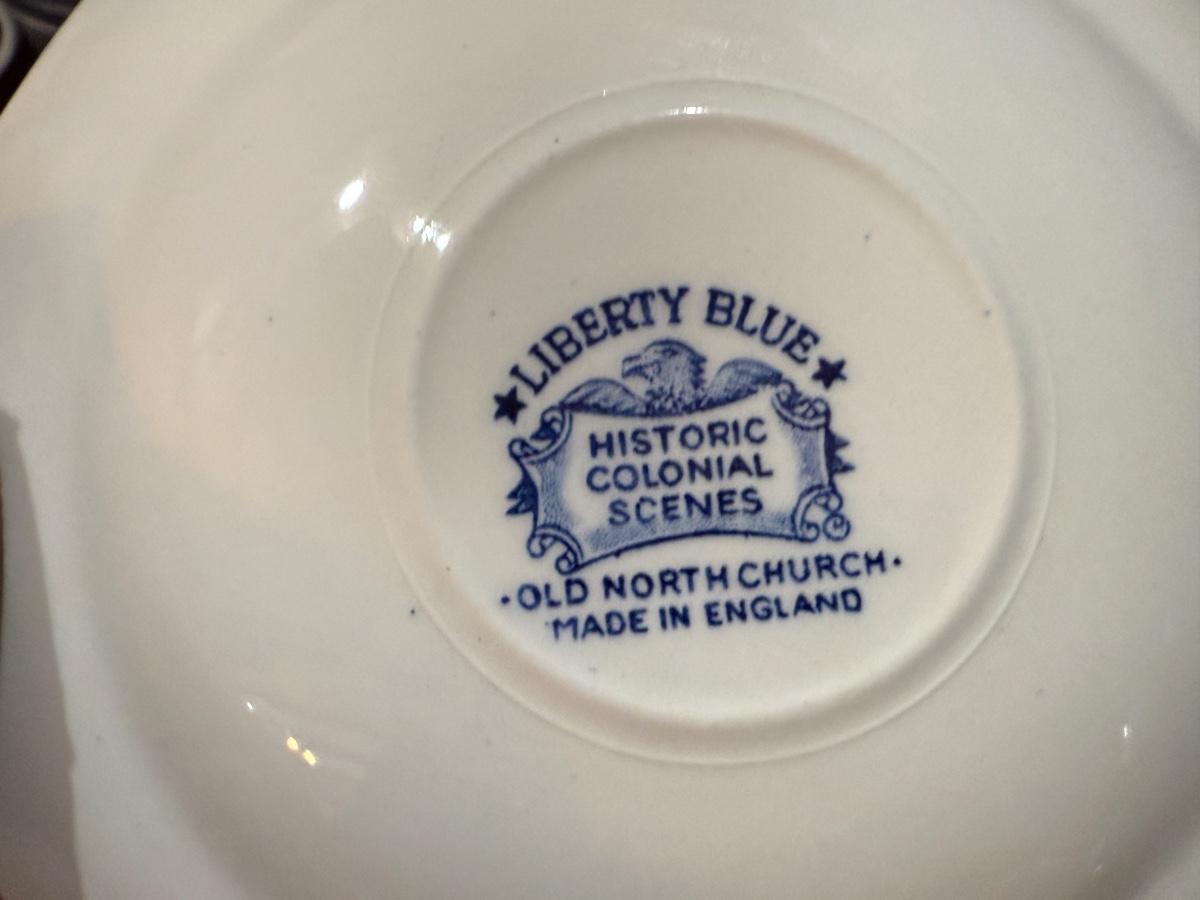 ★LIBERTY BLUE★
HISTORIC
COLONIAL
SCENES
·OLD NORTH CHURCH·
MADE IN ENGLAND